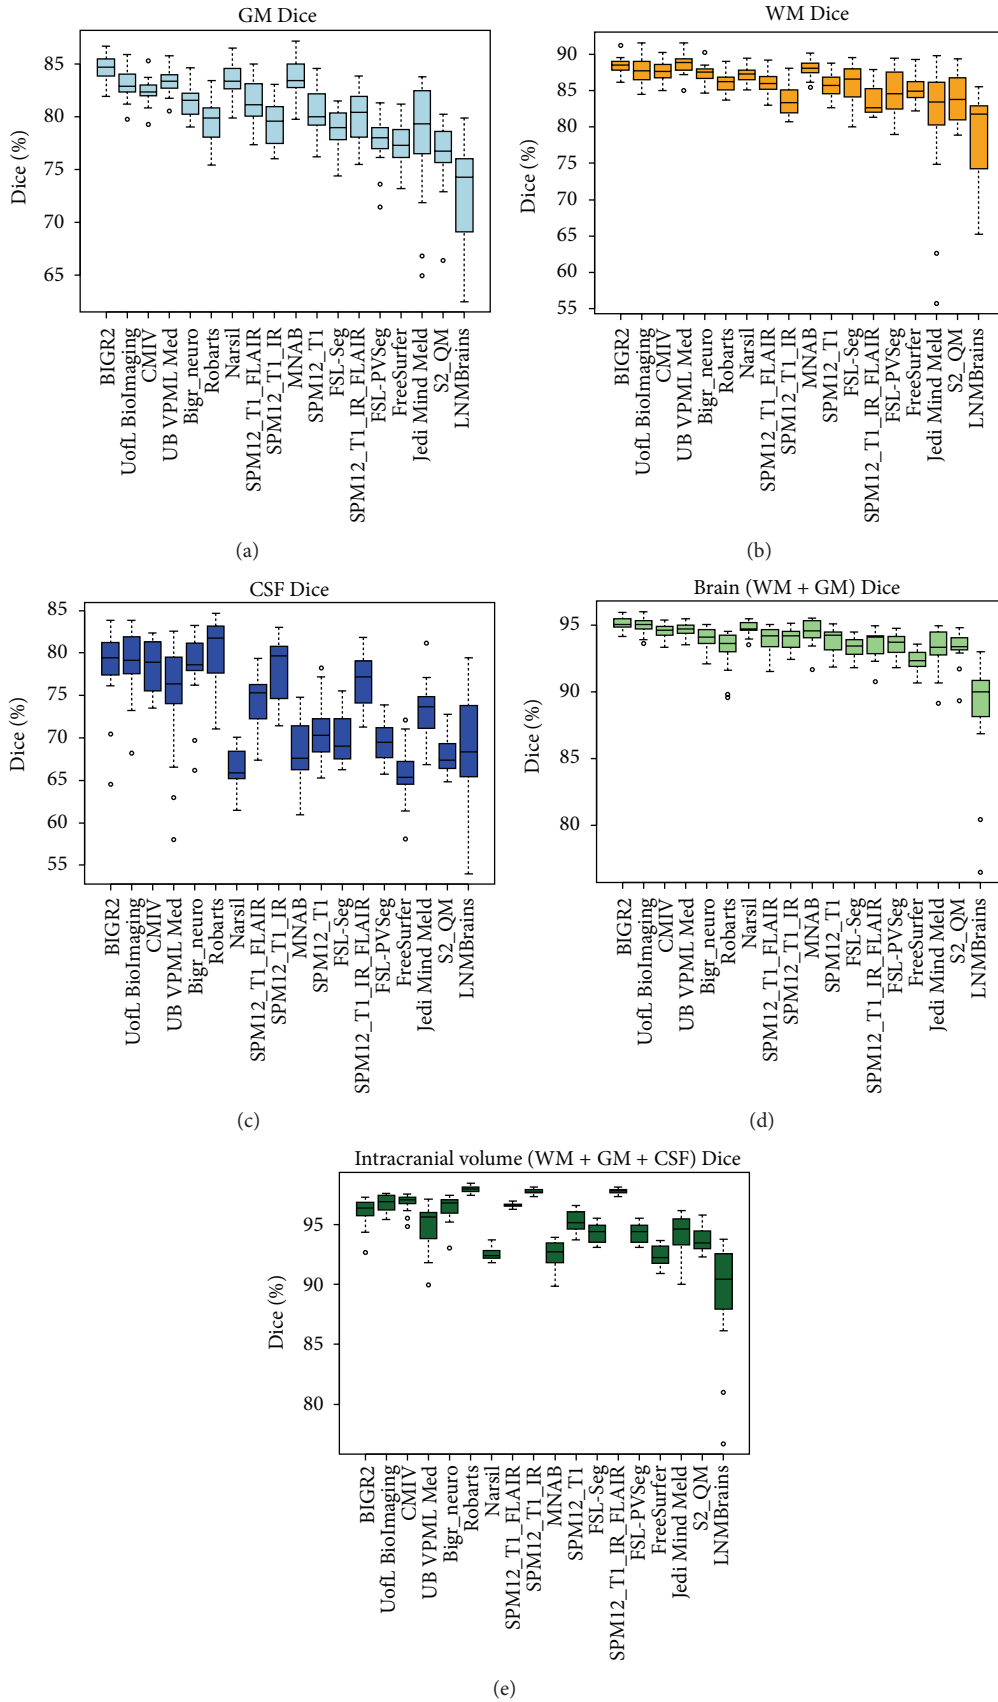 GM Dice
Dice (%)
85
80
75
70
65
BIGR2
UofL BioImaging
CMIV
UB VPML Med
Bigr_neuro
Robarts
Narsil
SPM12_T1_FLAIR
SPM12_T1_IR
MNAB
SPM12_T1
FSL-Seg
SPM12_T1_IR_FLAIR
FSL-PVSeg
FreeSurfer
Jedi Mind Meld
S2_QM
LNMBrains
(a)
WM Dice
Dice (%)
90
85
80
75
70
65
60
55
BIGR2
UofL BioImaging
CMIV
UB VPML Med
Bigr_neuro
Robarts
Narsil
SPM12_T1_FLAIR
SPM12_T1_IR
MNAB
SPM12_T1
FSL-Seg
SPM12_T1_IR_FLAIR
FSL-PVSeg
FreeSurfer
Jedi Mind Meld
S2_QM
LNMBrains
(b)
CSF Dice
Dice (%)
85
80
75
70
65
60
55
BIGR2
UofL BioImaging
CMIV
UB VPML Med
Bigr_neuro
Robarts
Narsil
SPM12_T1_FLAIR
SPM12_T1_IR
MNAB
SPM12_T1
FSL-Seg
SPM12_T1_IR_FLAIR
FSL-PVSeg
FreeSurfer
Jedi Mind Meld
S2_QM
LNMBrains
(c)
Brain (WM + GM) Dice
Dice (%)
95
90
85
80
BIGR2
UofL BioImaging
CMIV
UB VPML Med
Bigr_neuro
Robarts
Narsil
SPM12_T1_FLAIR
SPM12_T1_IR
MNAB
SPM12_T1
FSL-Seg
SPM12_T1_IR_FLAIR
FSL-PVSeg
FreeSurfer
Jedi Mind Meld
S2_QM
LNMBrains
(d)
Intracranial volume (WM + GM + CSF) Dice
Dice (%)
95
90
85
80
BIGR2
UofL BioImaging
CMIV
UB VPML Med
Bigr_neuro
Robarts
Narsil
SPM12_T1_FLAIR
SPM12_T1_IR
MNAB
SPM12_T1
FSL-Seg
SPM12_T1_IR_FLAIR
FSL-PVSeg
FreeSurfer
Jedi Mind Meld
S2_QM
LNMBrains
(e)